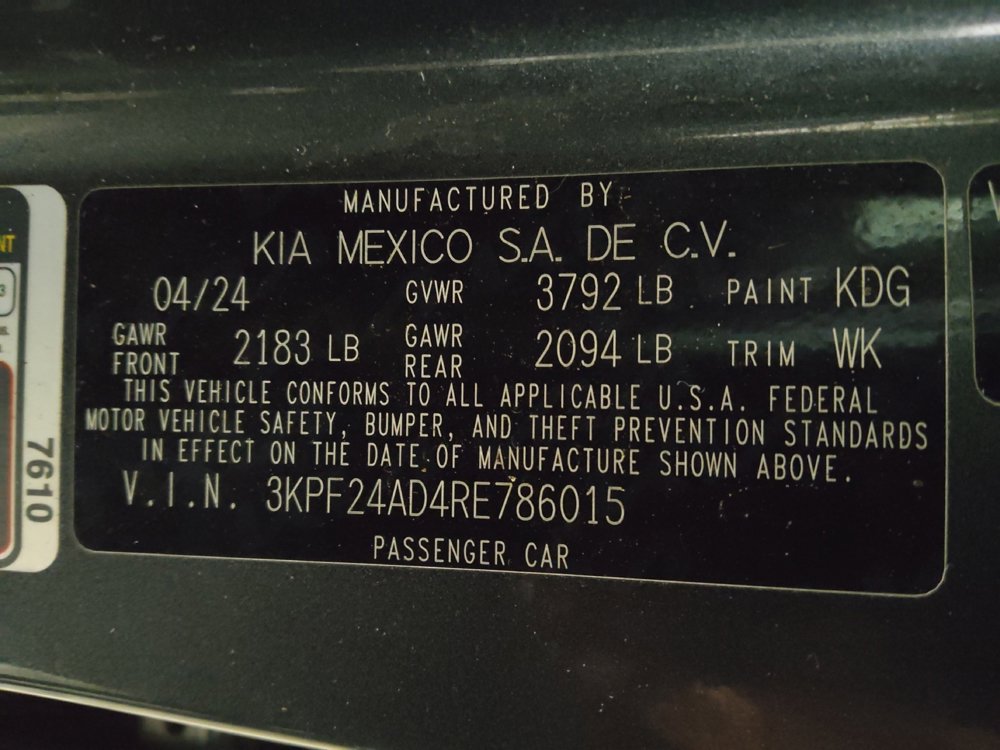 MANUFACTURED BY
KIA MEXICO S.A. DE C.V.
04/24 GVWR 3792 LB PAINT KDG
GAWR FRONT 2183 LB GAWR REAR 2094 LB TRIM WK
THIS VEHICLE CONFORMS TO ALL APPLICABLE U.S.A. FEDERAL
MOTOR VEHICLE SAFETY, BUMPER, AND THEFT PREVENTION STANDARDS
IN EFFECT ON THE DATE OF MANUFACTURE SHOWN ABOVE.
V.I.N. 3KPF24AD4RE786015
PASSENGER CAR
7610
NT
3